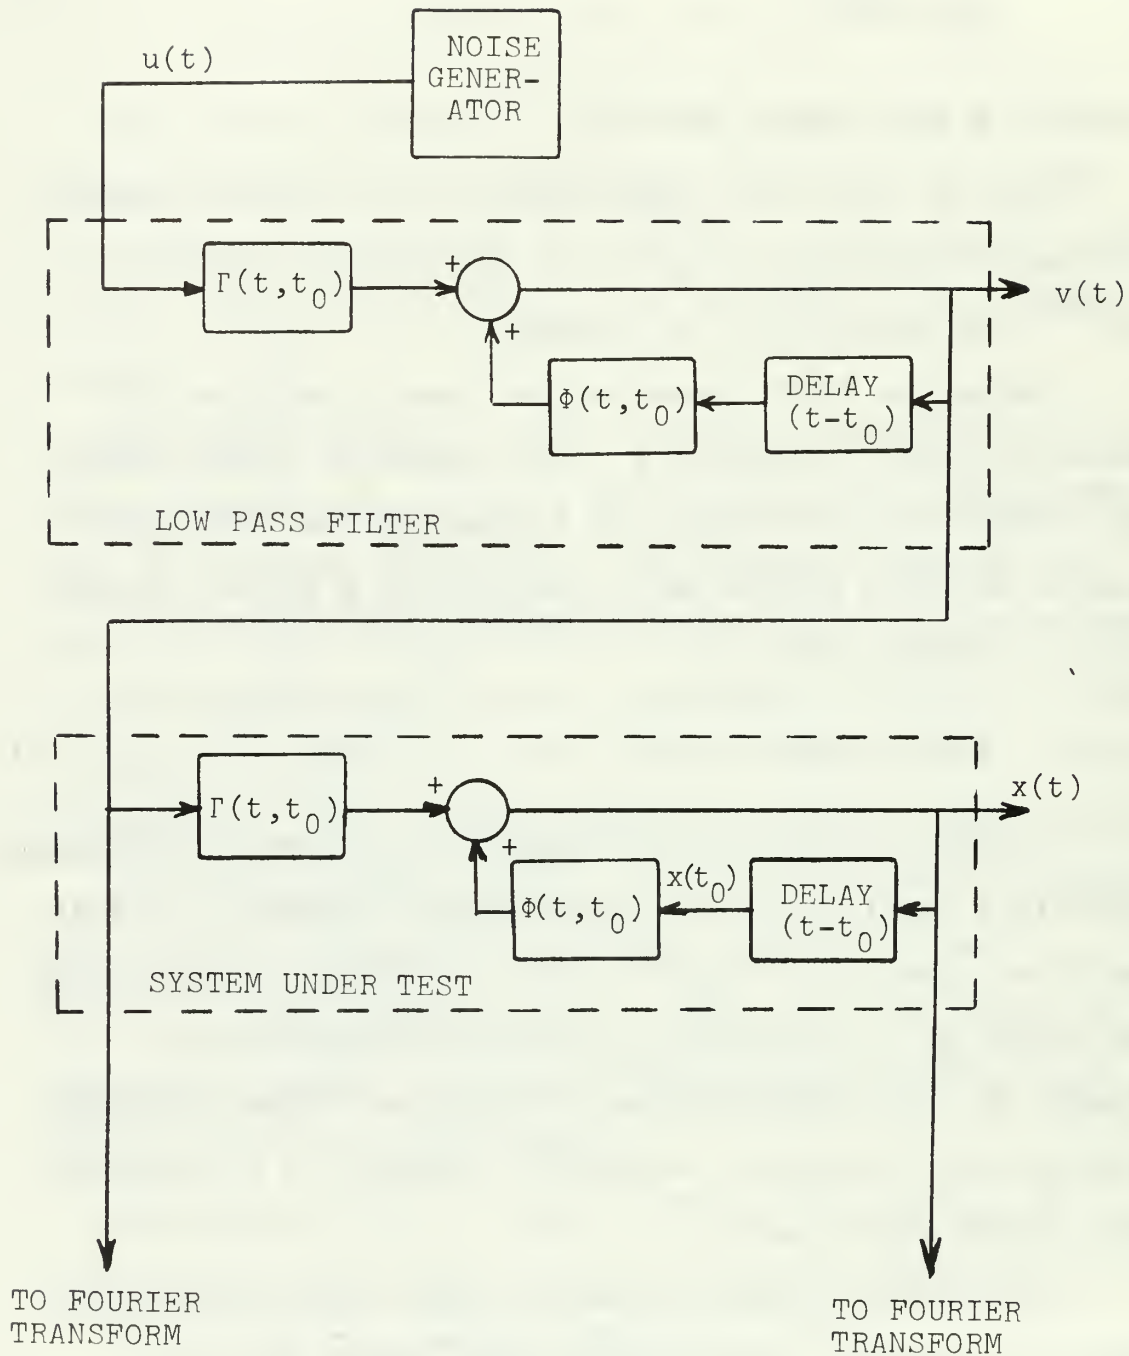 NOISE
GENER-
ATOR
u(t)
+
Γ(t,t₀)
v(t)
+
Φ(t,t₀)
DELAY
(t-t₀)
LOW PASS FILTER
+
Γ(t,t₀)
x(t)
+
Φ(t,t₀)
x(t₀)
DELAY
(t-t₀)
SYSTEM UNDER TEST
TO FOURIER
TRANSFORM
TO FOURIER
TRANSFORM